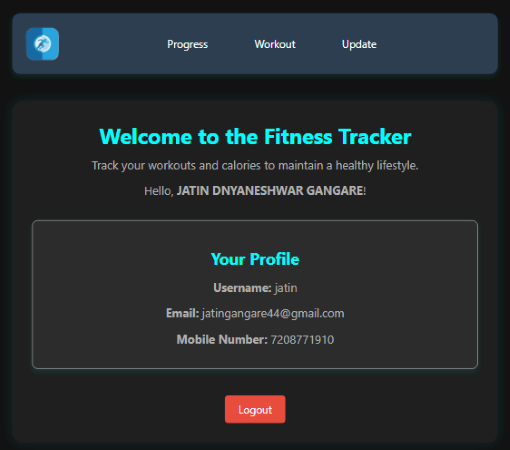 Progress Workout Update
Welcome to the Fitness Tracker
Track your workouts and calories to maintain a healthy lifestyle.
Hello, JATIN DNYANESHWAR GANGARE!
Your Profile
Username: jatin
Email: jatingangare44@gmail.com
Mobile Number: 7208771910
Logout